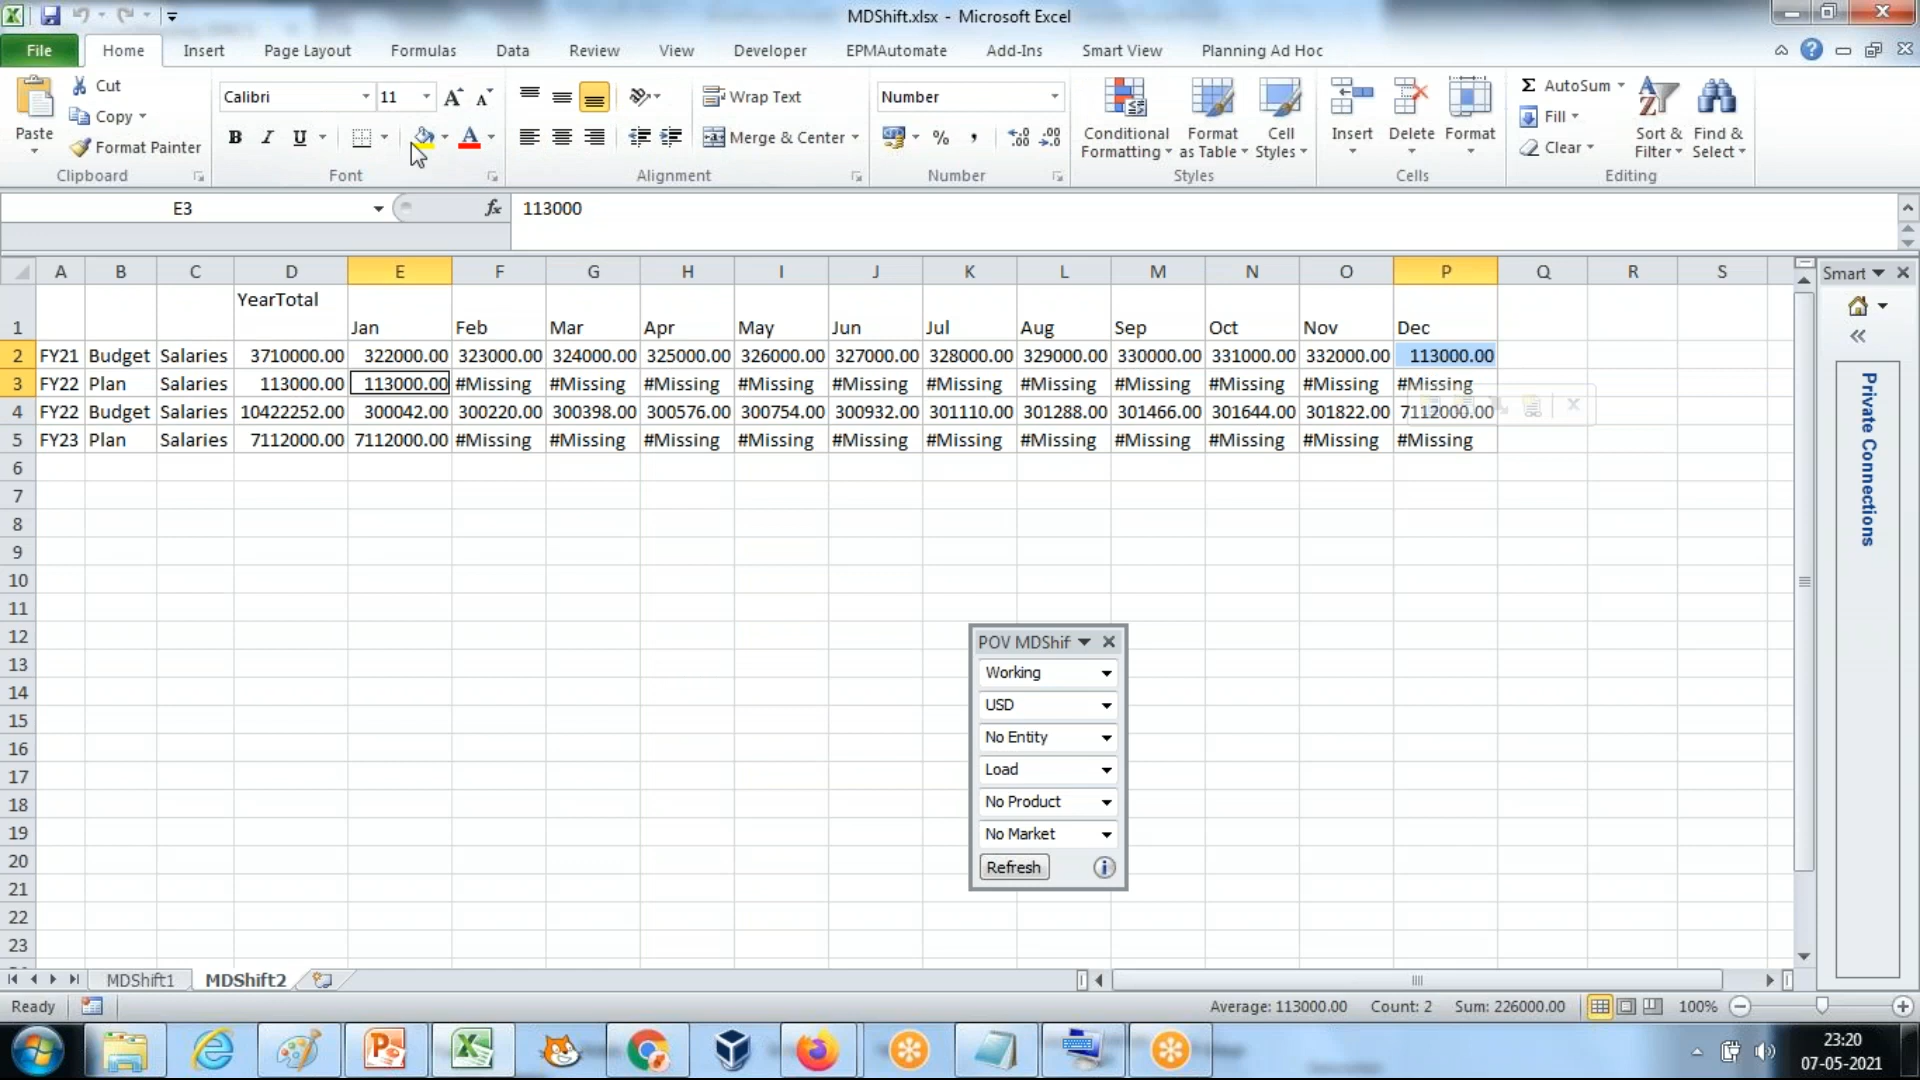 MDShift.xlsx - Microsoft Excel
File Home Insert Page Layout Formulas Data Review View Developer EPMAutomate Add-Ins Smart View Planning Ad Hoc
Paste
Cut
Copy
Format Painter
Clipboard
Calibri 11
B I U A
Font
Wrap Text
Merge & Center
Alignment
Number
% ,
Number
Conditional Formatting
Format as Table
Cell Styles
Styles
Insert Delete Format
Cells
Σ AutoSum
Fill
Clear
Sort & Filter
Find & Select
Editing
E3 fx 113000
A B C D E F G H I J K L M N O P Q R S
1 YearTotal Jan Feb Mar Apr May Jun Jul Aug Sep Oct Nov Dec
2 FY21 Budget Salaries 3710000.00 322000.00 323000.00 324000.00 325000.00 326000.00 327000.00 328000.00 329000.00 330000.00 331000.00 332000.00 113000.00
3 FY22 Plan Salaries 113000.00 113000.00 #Missing #Missing #Missing #Missing #Missing #Missing #Missing #Missing #Missing #Missing #Missing
4 FY22 Budget Salaries 10422252.00 300042.00 300220.00 300398.00 300576.00 300754.00 300932.00 301110.00 301288.00 301466.00 301644.00 301822.00 7112000.00
5 FY23 Plan Salaries 7112000.00 7112000.00 #Missing #Missing #Missing #Missing #Missing #Missing #Missing #Missing #Missing #Missing #Missing
6
7
8
9
10
11
12
13
14
15
16
17
18
19
20
21
22
23
POV MDShif
Working
USD
No Entity
Load
No Product
No Market
Refresh
Smart
Private Connections
MDShift1 MDShift2
Ready Average: 113000.00 Count: 2 Sum: 226000.00 100%
23:20
07-05-2021